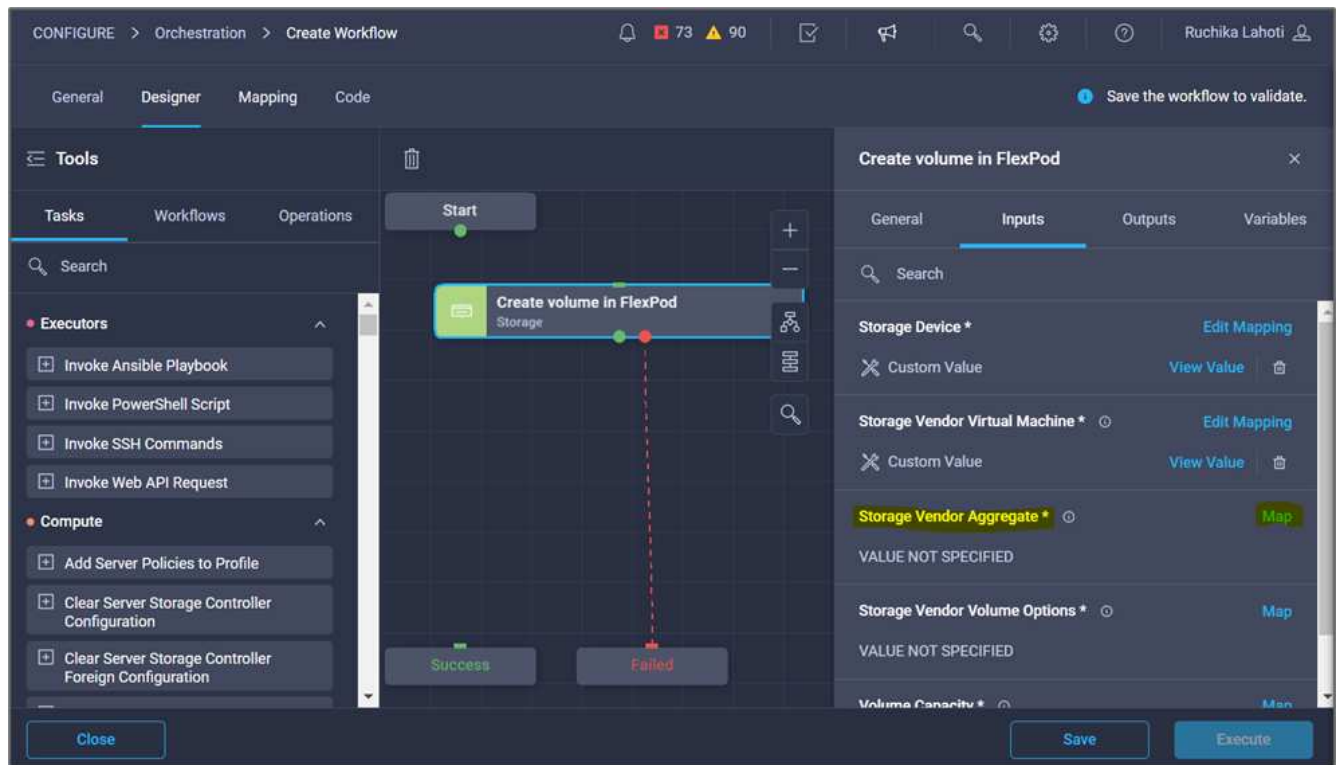 CONFIGURE > Orchestration > Create Workflow
73 90
Ruchika Lahoti
General Designer Mapping Code
Save the workflow to validate.
Tools
Tasks Workflows Operations
Search
Executors
Invoke Ansible Playbook
Invoke PowerShell Script
Invoke SSH Commands
Invoke Web API Request
Compute
Add Server Policies to Profile
Clear Server Storage Controller
Configuration
Clear Server Storage Controller
Foreign Configuration
Start
Create volume in FlexPod
Storage
Success
Failed
Create volume in FlexPod
General Inputs Outputs Variables
Search
Storage Device * Edit Mapping
Custom Value View Value
Storage Vendor Virtual Machine * Edit Mapping
Custom Value View Value
Storage Vendor Aggregate * Map
VALUE NOT SPECIFIED
Storage Vendor Volume Options * Map
VALUE NOT SPECIFIED
Volume Capacity * Map
Close
Save
Execute